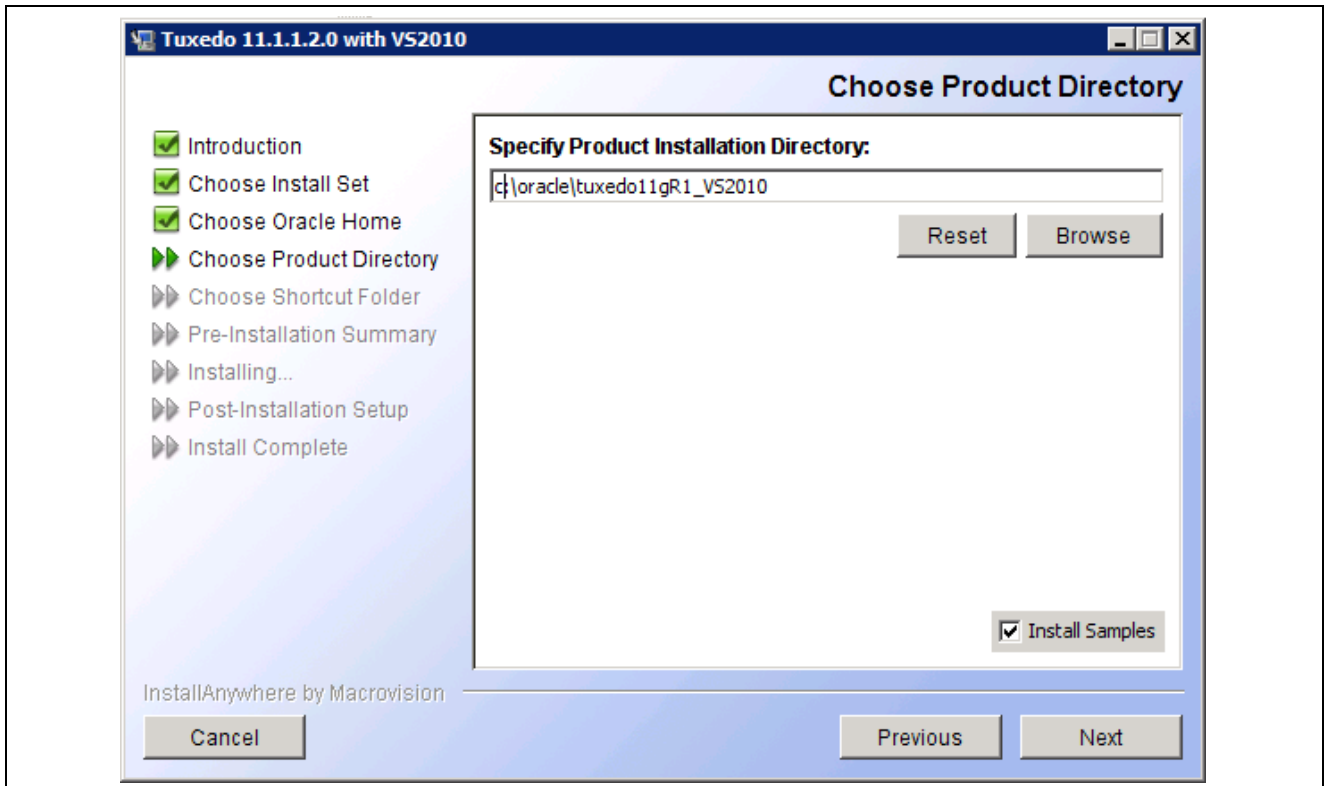 Tuxedo 11.1.1.2.0 with VS2010
Choose Product Directory
Introduction
Choose Install Set
Choose Oracle Home
Choose Product Directory
Choose Shortcut Folder
Pre-Installation Summary
Installing...
Post-Installation Setup
Install Complete
Specify Product Installation Directory:
c:\oracle\tuxedo11gR1_VS2010
Reset Browse
Install Samples
InstallAnywhere by Macrovision
Cancel Previous Next